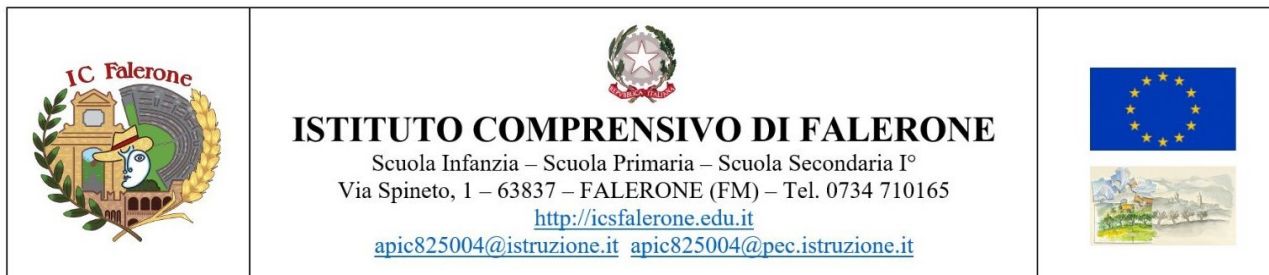 IC Falerone
REPVBBLICA ITALIANA
ISTITUTO COMPRENSIVO DI FALERONE
Scuola Infanzia – Scuola Primaria – Scuola Secondaria I°
Via Spineto, 1 – 63837 – FALERONE (FM) – Tel. 0734 710165
http://icsfalerone.edu.it
apic825004@istruzione.it apic825004@pec.istruzione.it